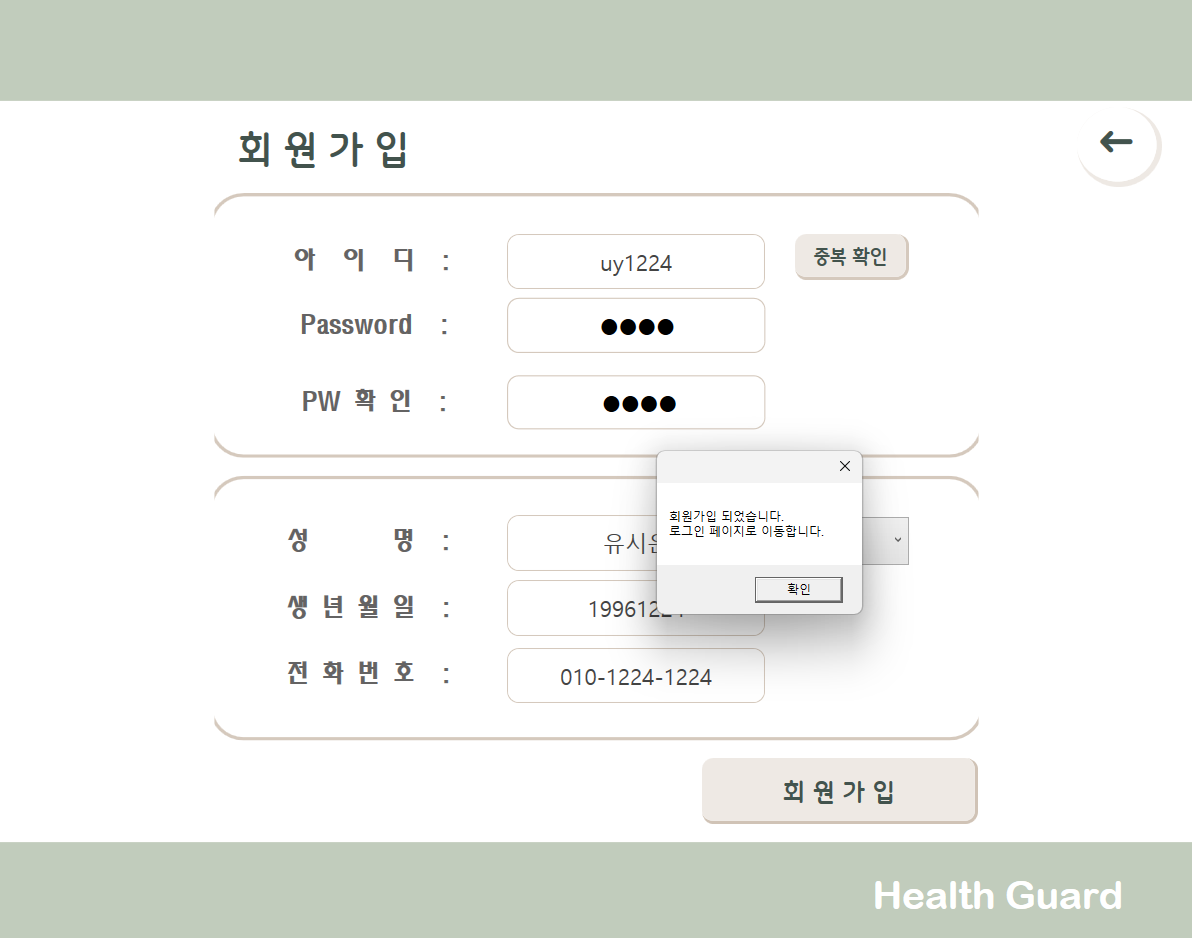 회원가입
아 이 디 : uy1224 중복 확인
Password : ●●●●
PW 확 인 : ●●●●
회원가입 되었습니다.
로그인 페이지로 이동합니다.
확인
성 명 : 유시
생 년 월 일 : 199612
전 화 번 호 : 010-1224-1224
회원가입
Health Guard